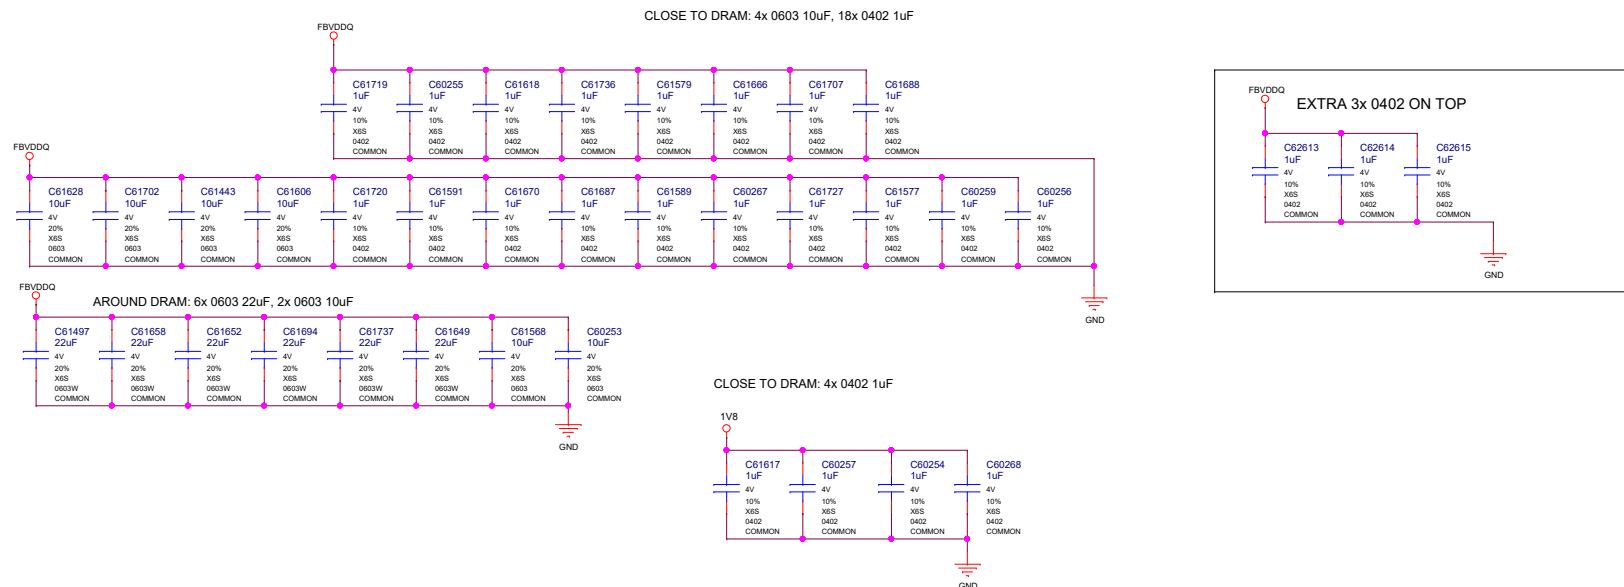 CLOSE TO DRAM: 4x 0603 10uF, 18x 0402 1uF
FBVDDQ
C61719 C60255 C61618 C61736 C61579 C61666 C61707 C61688
1uF 1uF 1uF 1uF 1uF 1uF 1uF 1uF
4V 4V 4V 4V 4V 4V 4V 4V
10% 10% 10% 10% 10% 10% 10% 10%
X6S X6S X6S X6S X6S X6S X6S X6S
0402 0402 0402 0402 0402 0402 0402 0402
COMMON COMMON COMMON COMMON COMMON COMMON COMMON COMMON
FBVDDQ
EXTRA 3x 0402 ON TOP
C62613 C62614 C62615
1uF 1uF 1uF
4V 4V 4V
10% 10% 10%
X6S X6S X6S
0402 0402 0402
COMMON COMMON COMMON
GND
FBVDDQ
C61628 C61702 C61443 C61606 C61720 C61591 C61670 C61687 C61589 C60267 C61727 C61577 C60259 C60256
10uF 10uF 10uF 10uF 1uF 1uF 1uF 1uF 1uF 1uF 1uF 1uF 1uF 1uF
4V 4V 4V 4V 4V 4V 4V 4V 4V 4V 4V 4V 4V 4V
20% 20% 20% 20% 10% 10% 10% 10% 10% 10% 10% 10% 10% 10%
X6S X6S X6S X6S X6S X6S X6S X6S X6S X6S X6S X6S X6S X6S
0603 0603 0603 0603 0402 0402 0402 0402 0402 0402 0402 0402 0402 0402
COMMON COMMON COMMON COMMON COMMON COMMON COMMON COMMON COMMON COMMON COMMON COMMON COMMON COMMON
GND
FBVDDQ
AROUND DRAM: 6x 0603 22uF, 2x 0603 10uF
C61497 C61658 C61652 C61694 C61737 C61649 C61568 C60253
22uF 22uF 22uF 22uF 22uF 22uF 10uF 10uF
4V 4V 4V 4V 4V 4V 4V 4V
20% 20% 20% 20% 20% 20% 20% 20%
X6S X6S X6S X6S X6S X6S X6S X6S
0603W 0603W 0603W 0603W 0603W 0603W 0603 0603
COMMON COMMON COMMON COMMON COMMON COMMON COMMON COMMON
GND
CLOSE TO DRAM: 4x 0402 1uF
1V8
C61617 C60257 C60254 C60268
1uF 1uF 1uF 1uF
4V 4V 4V 4V
10% 10% 10% 10%
X6S X6S X6S X6S
0402 0402 0402 0402
COMMON COMMON COMMON COMMON
GND